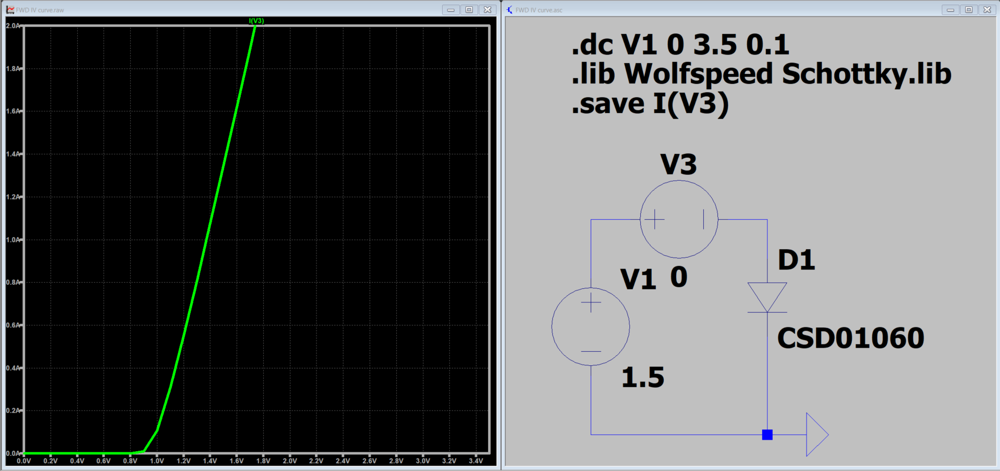 FWD IV curve.raw
I(V3)
2.0A
1.8A
1.6A
1.4A
1.2A
1.0A
0.8A
0.6A
0.4A
0.2A
0.0A
0.0V 0.2V 0.4V 0.6V 0.8V 1.0V 1.2V 1.4V 1.6V 1.8V 2.0V 2.2V 2.4V 2.6V 2.8V 3.0V 3.2V 3.4V
FWD IV curve.asc
.dc V1 0 3.5 0.1
.lib Wolfspeed Schottky.lib
.save I(V3)
V3
D1
V1 0
CSD01060
1.5